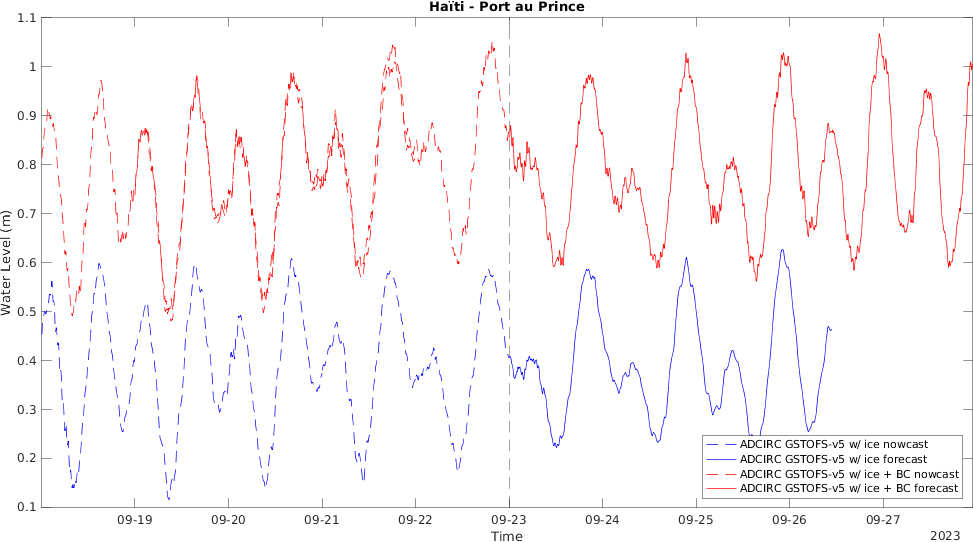 Haïti - Port au Prince
1.1
1
0.9
0.8
0.7
0.6
0.5
0.4
0.3
0.2
0.1
Water Level (m)
ADCIRC GSTOFS-v5 w/ ice nowcast
ADCIRC GSTOFS-v5 w/ ice forecast
ADCIRC GSTOFS-v5 w/ ice + BC nowcast
ADCIRC GSTOFS-v5 w/ ice + BC forecast
09-19 09-20 09-21 09-22 09-23 09-24 09-25 09-26 09-27
Time
2023